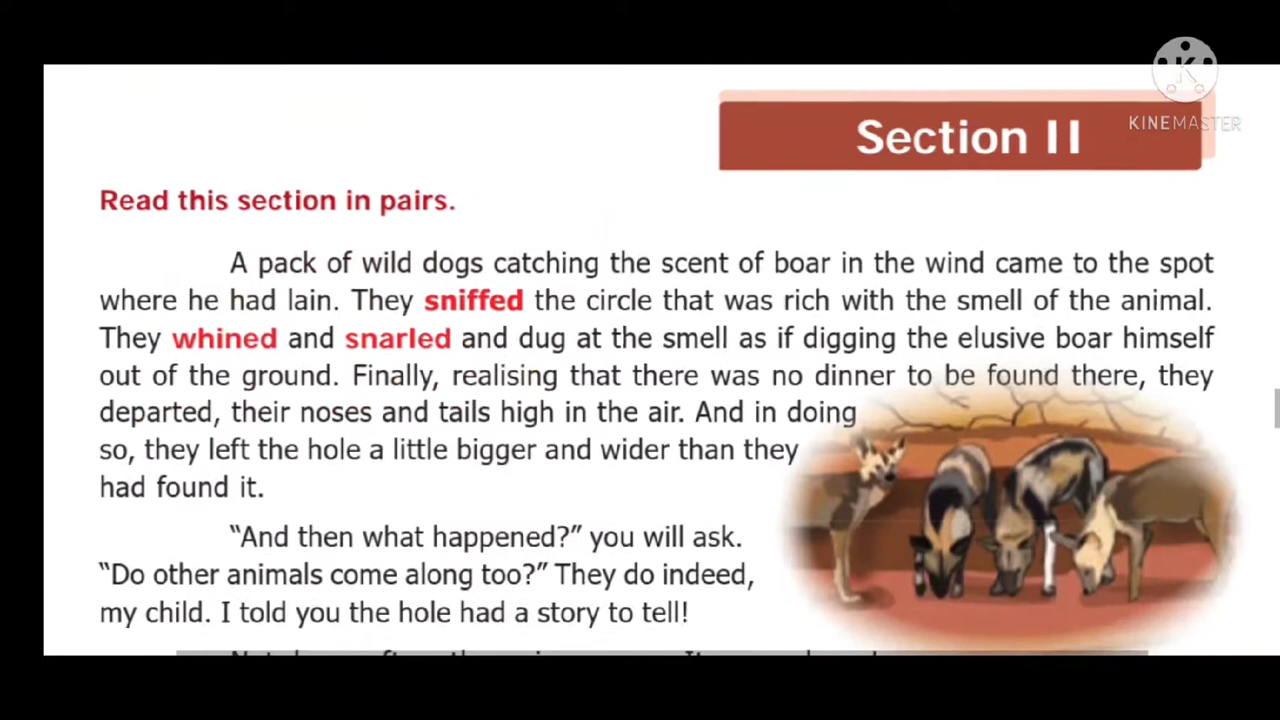 KINEMASTER
Section II
Read this section in pairs.
A pack of wild dogs catching the scent of boar in the wind came to the spot
where he had lain. They sniffed the circle that was rich with the smell of the animal.
They whined and snarled and dug at the smell as if digging the elusive boar himself
out of the ground. Finally, realising that there was no dinner to be found there, they
departed, their noses and tails high in the air. And in doing
so, they left the hole a little bigger and wider than they
had found it.
“And then what happened?” you will ask.
“Do other animals come along too?” They do indeed,
my child. I told you the hole had a story to tell!